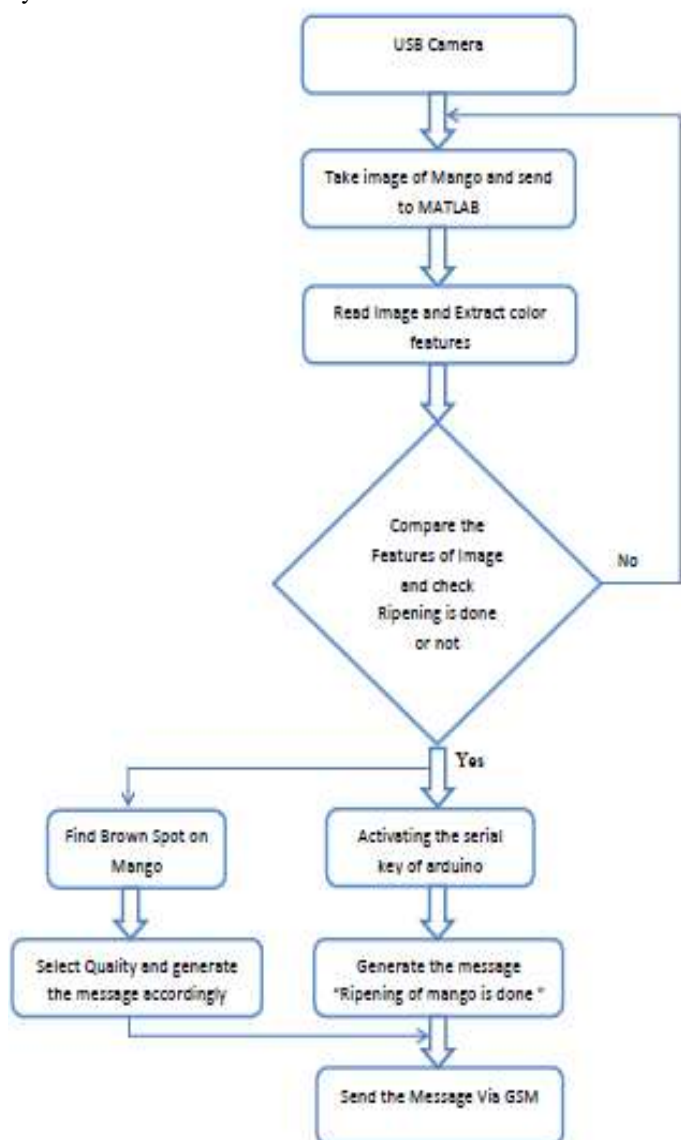 y
USB Camera
Take image of Mango and send
to MATLAB
Read Image and Extract color
features
Compare the
Features of Image
and check
Ripening is done
or not
No
Yes
Find Brown Spot on
Mango
Activating the serial
key of arduino
Select Quality and generate
the message accordingly
Generate the message
"Ripening of mango is done "
Send the Message Via GSM